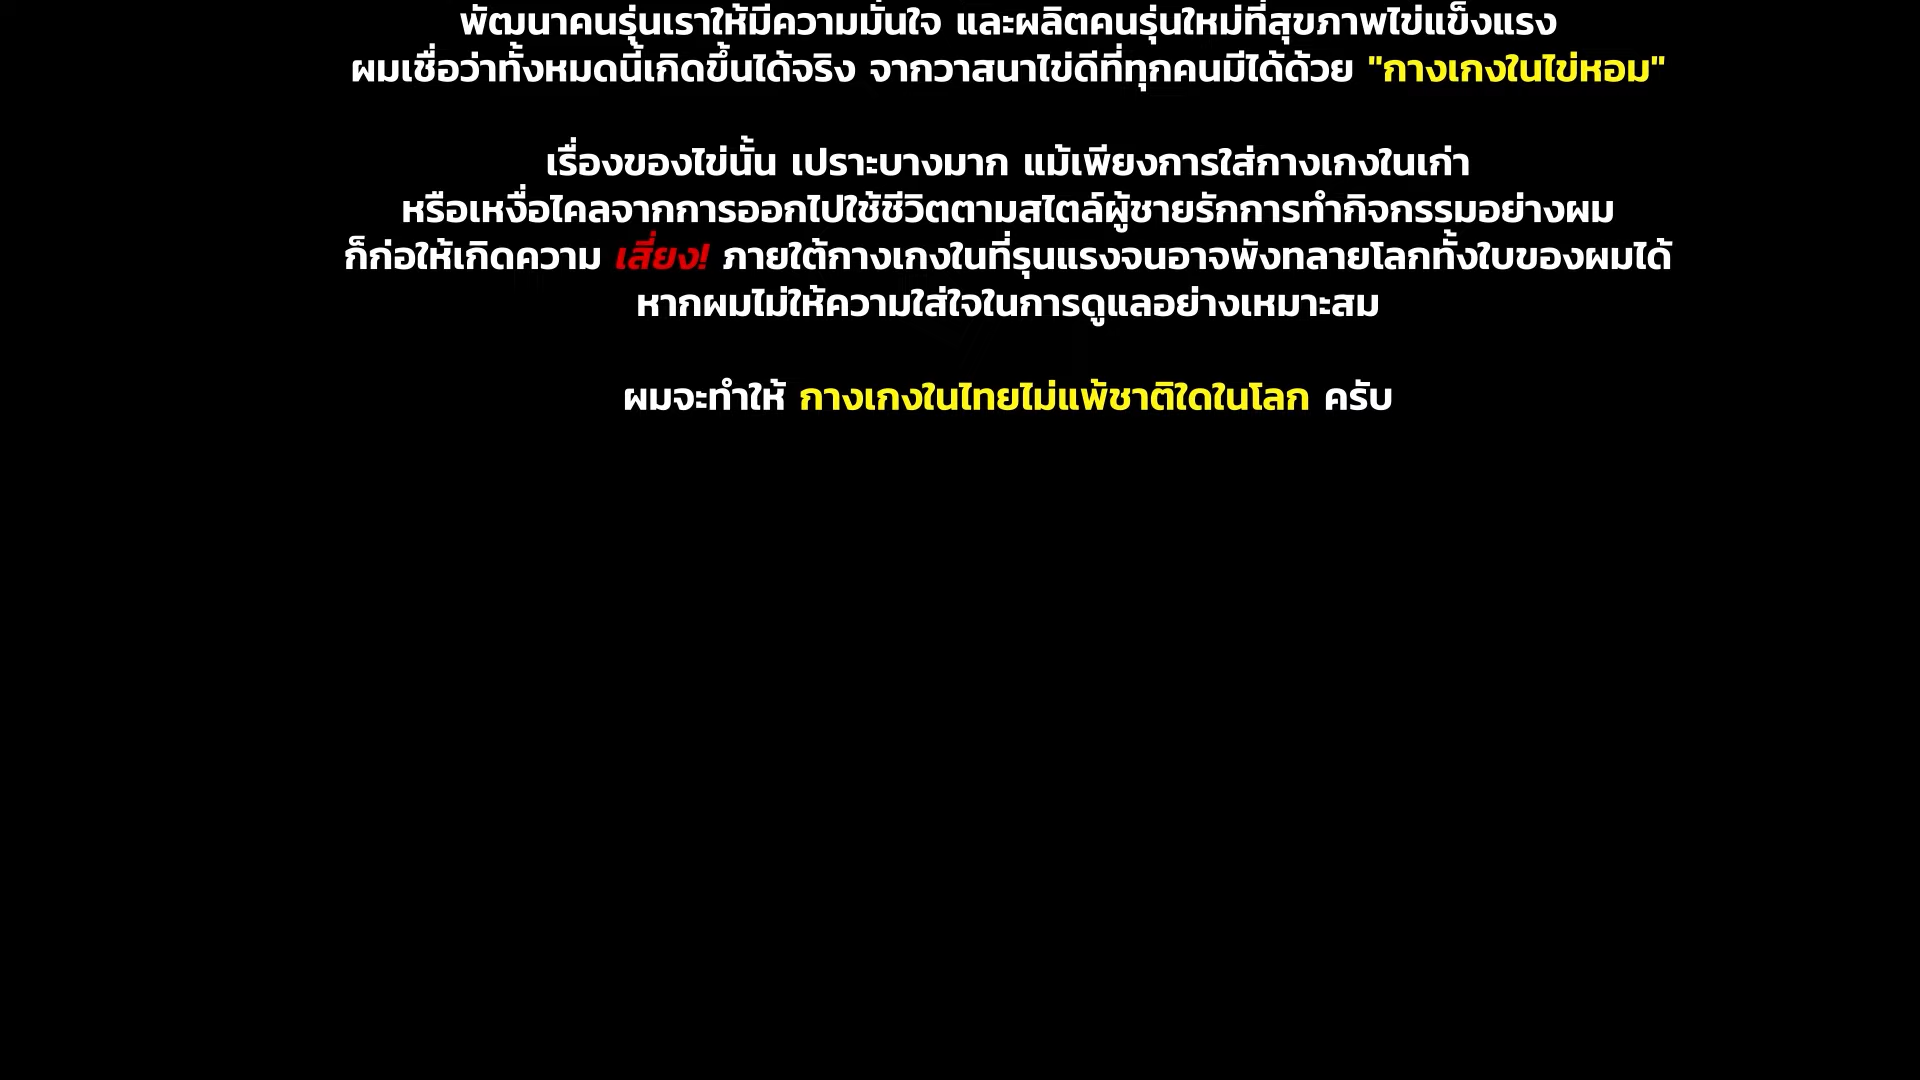 พัฒนาคนรุ่นเราให้มีความมั่นใจ และผลิตคนรุ่นใหม่ที่สุขภาพไข่แข็งแรง
ผมเชื่อว่าทั้งหมดนี้เกิดขึ้นได้จริง จากวาสนาไข่ดีที่ทุกคนมีได้ด้วย "กางเกงในไข่หอม"
เรื่องของไข่นั้น เปราะบางมาก แม้เพียงการใส่กางเกงในเก่า
หรือเหงื่อไคลจากการออกไปใช้ชีวิตตามสไตล์ผู้ชายรักการทำกิจกรรมอย่างผม
ก็ก่อให้เกิดความ เสี่ยง! ภายใต้กางเกงในที่รุนแรงจนอาจพังทลายโลกทั้งใบของผมได้
หากผมไม่ให้ความใส่ใจในการดูแลอย่างเหมาะสม
ผมจะทำให้ กางเกงในไทยไม่แพ้ชาติใดในโลก ครับ